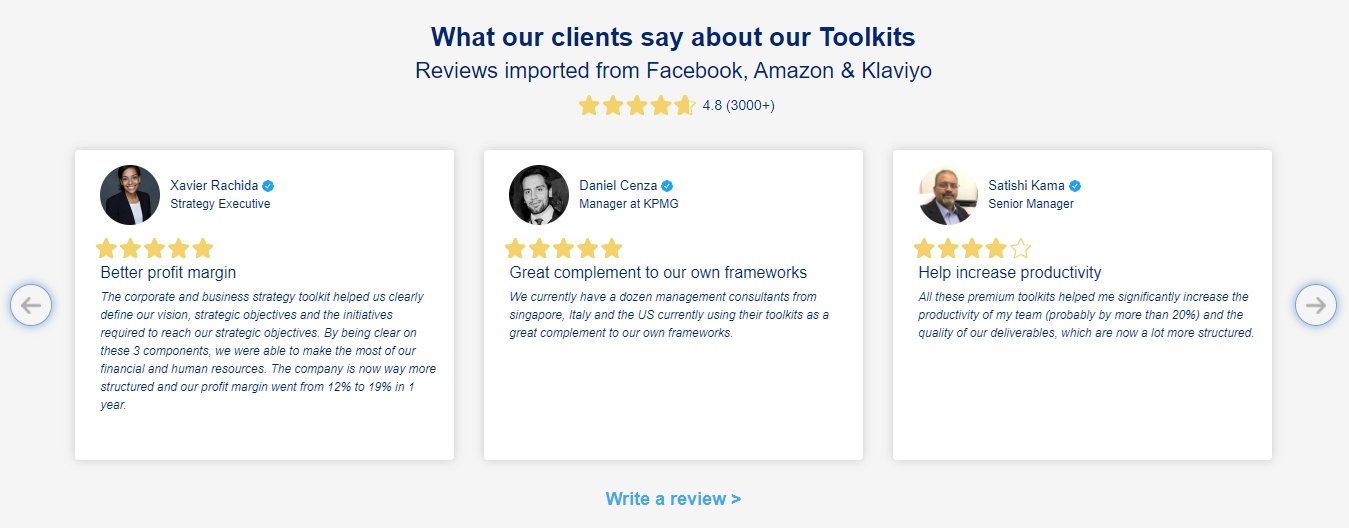 What our clients say about our Toolkits
Reviews imported from Facebook, Amazon & Klaviyo
4.8 (3000+)
Xavier Rachida
Strategy Executive
Better profit margin
The corporate and business strategy toolkit helped us clearly
define our vision, strategic objectives and the initiatives
required to reach our strategic objectives. By being clear on
these 3 components, we were able to make the most of our
financial and human resources. The company is now way more
structured and our profit margin went from 12% to 19% in 1
year.
Daniel Cenza
Manager at KPMG
Great complement to our own frameworks
We currently have a dozen management consultants from
singapore, Italy and the US currently using their toolkits as a
great complement to our own frameworks.
Satishi Kama
Senior Manager
Help increase productivity
All these premium toolkits helped me significantly increase the
productivity of my team (probably by more than 20%) and the
quality of our deliverables, which are now a lot more structured.
Write a review >